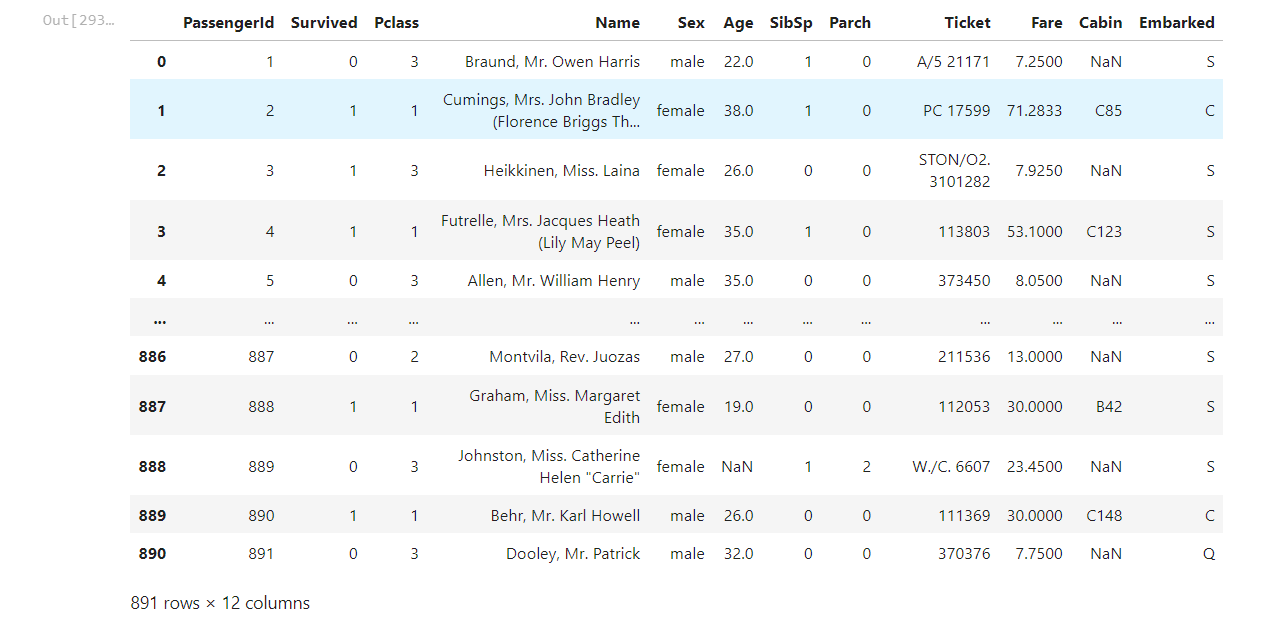 Out[293...
PassengerId Survived Pclass Name Sex Age SibSp Parch Ticket Fare Cabin Embarked
0 1 0 3 Braund, Mr. Owen Harris male 22.0 1 0 A/5 21171 7.2500 NaN S
1 2 1 1 Cumings, Mrs. John Bradley (Florence Briggs Th... female 38.0 1 0 PC 17599 71.2833 C85 C
2 3 1 3 Heikkinen, Miss. Laina female 26.0 0 0 STON/O2. 3101282 7.9250 NaN S
3 4 1 1 Futrelle, Mrs. Jacques Heath (Lily May Peel) female 35.0 1 0 113803 53.1000 C123 S
4 5 0 3 Allen, Mr. William Henry male 35.0 0 0 373450 8.0500 NaN S
... ... ... ... ... ... ... ... ... ... ... ... ...
886 887 0 2 Montvila, Rev. Juozas male 27.0 0 0 211536 13.0000 NaN S
887 888 1 1 Graham, Miss. Margaret Edith female 19.0 0 0 112053 30.0000 B42 S
888 889 0 3 Johnston, Miss. Catherine Helen "Carrie" female NaN 1 2 W./C. 6607 23.4500 NaN S
889 890 1 1 Behr, Mr. Karl Howell male 26.0 0 0 111369 30.0000 C148 C
890 891 0 3 Dooley, Mr. Patrick male 32.0 0 0 370376 7.7500 NaN Q
891 rows × 12 columns